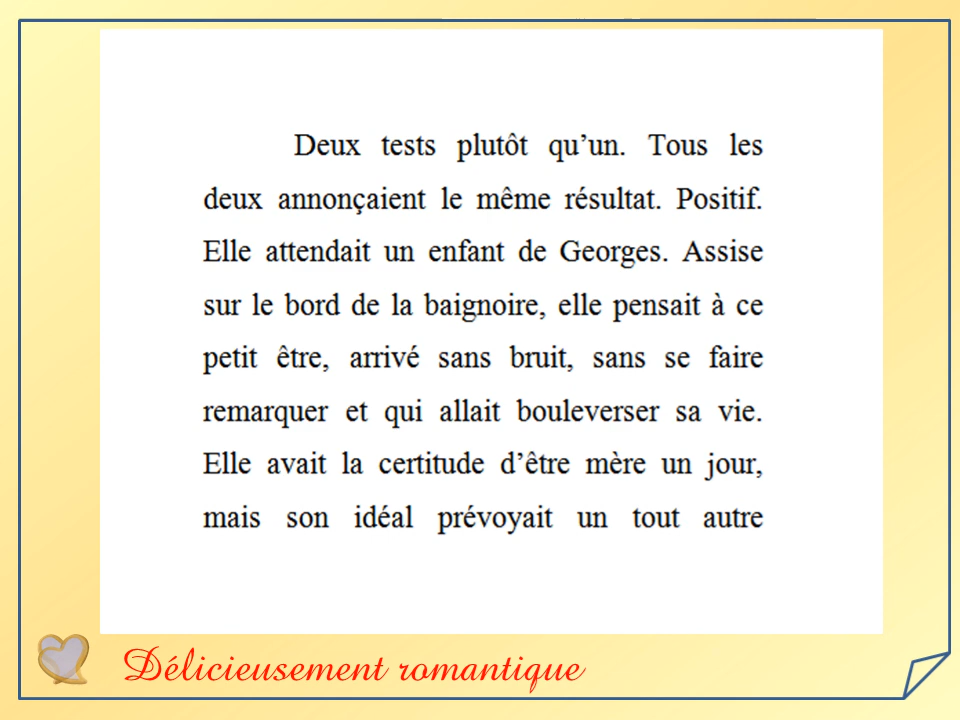 Deux tests plutôt qu’un. Tous les
deux annonçaient le même résultat. Positif.
Elle attendait un enfant de Georges. Assise
sur le bord de la baignoire, elle pensait à ce
petit être, arrivé sans bruit, sans se faire
remarquer et qui allait bouleverser sa vie.
Elle avait la certitude d’être mère un jour,
mais son idéal prévoyait un tout autre
Délicieusement romantique